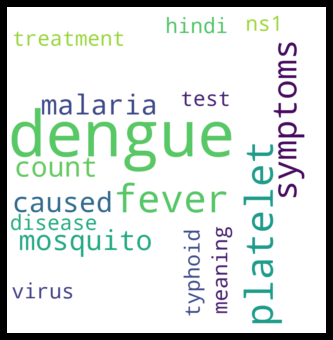 treatment
hindi
ns1
malaria
test
symptoms
dengue
count
platelet
caused
fever
disease
mosquito
typhoid
meaning
virus